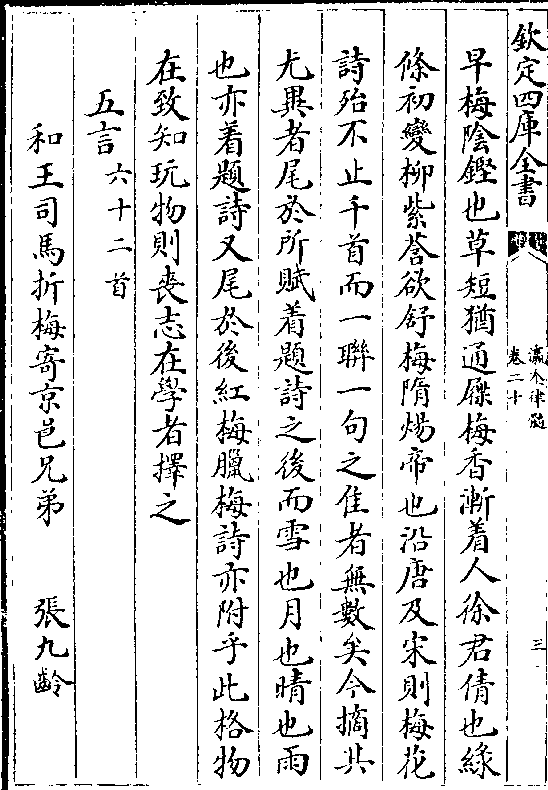 欽定四庫全書
瀛奎律髓
卷二十
三
早梅陰鏗也草短猶通屧梅香漸着人徐君倩也綠
條初變柳紫蕚欲舒梅隋煬帝也沿唐及宋則梅花
詩殆不止千首而一聯一句之佳者無數矣今摘其
尤異者尾於所賦着題詩之後而雪也月也晴也雨
也亦着題詩又尾於後紅梅臘梅詩亦附乎此格物
在致知玩物則喪志在學者擇之
五言六十二首
和王司馬折梅寄京邑兄弟　張九齡